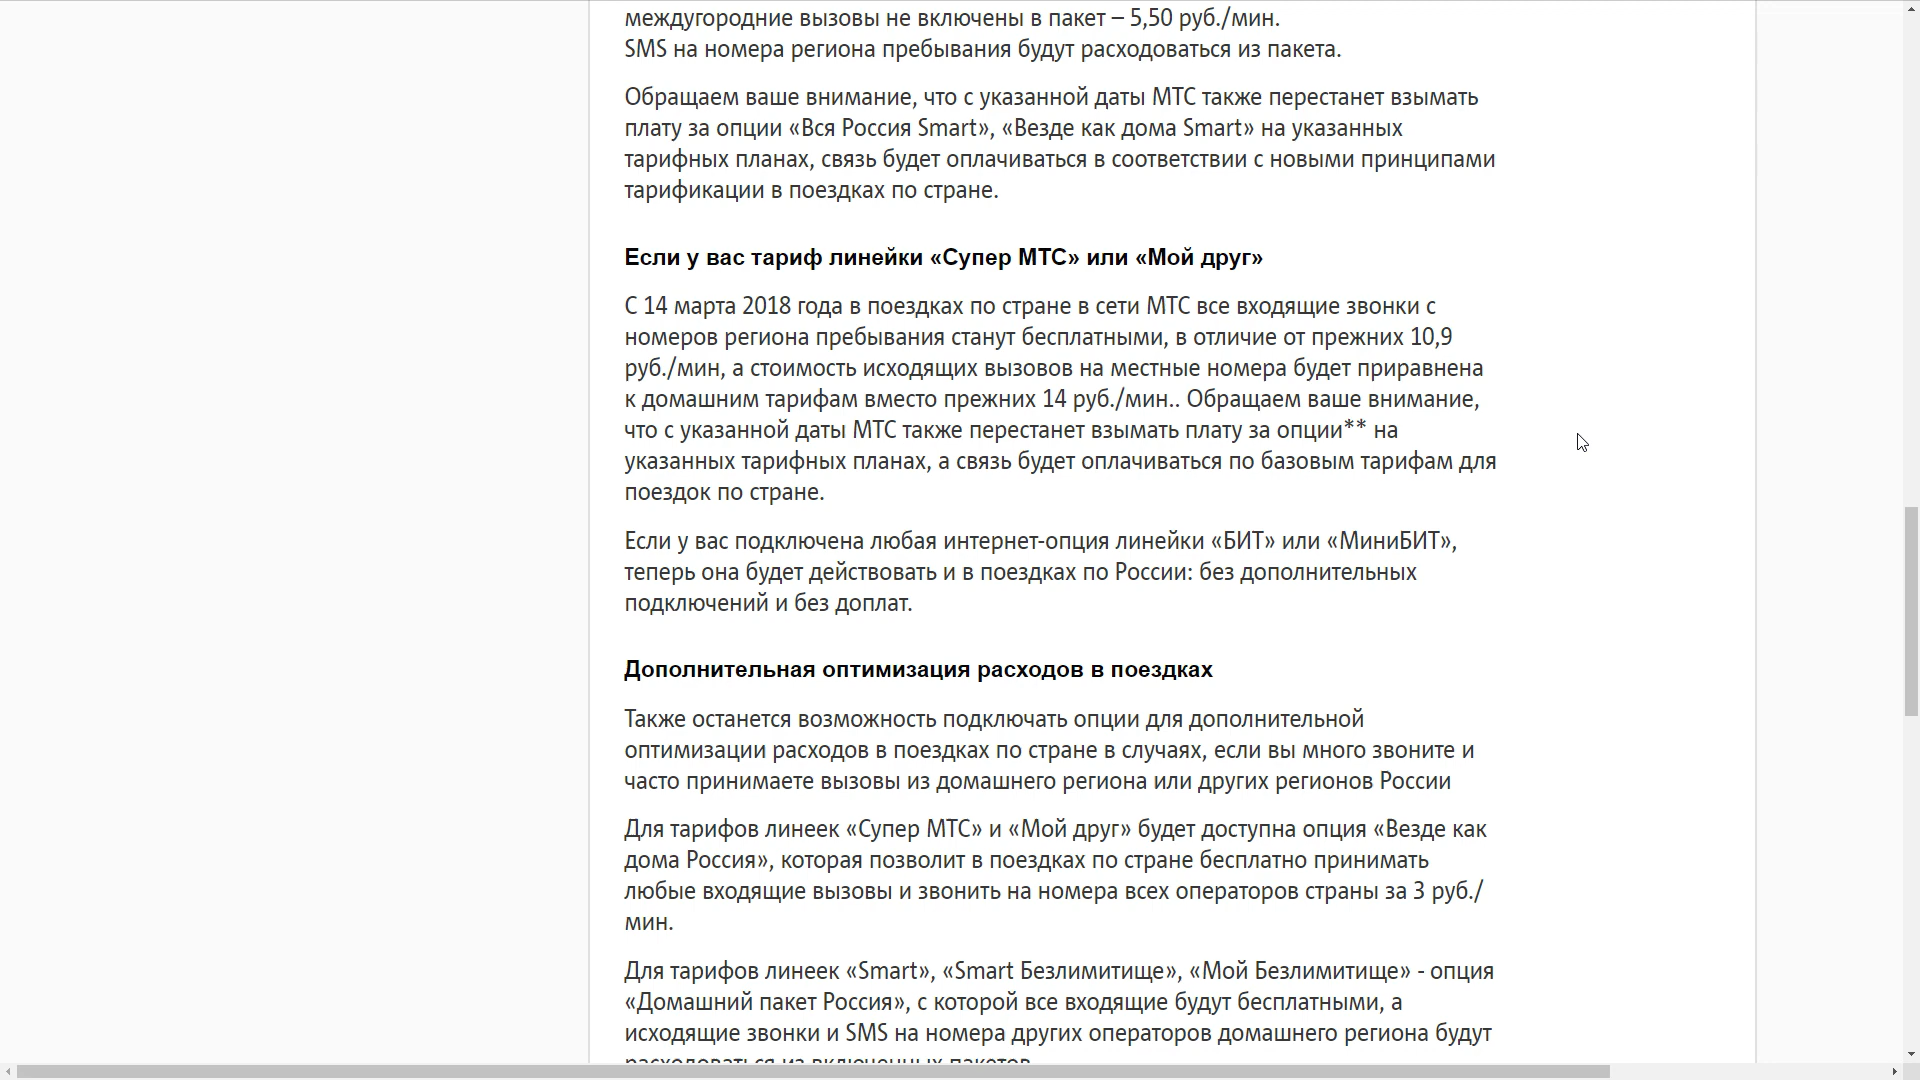 междугородние вызовы не включены в пакет – 5,50 руб./мин.
SMS на номера региона пребывания будут расходоваться из пакета.
Обращаем ваше внимание, что с указанной даты МТС также перестанет взымать
плату за опции «Вся Россия Smart», «Везде как дома Smart» на указанных
тарифных планах, связь будет оплачиваться в соответствии с новыми принципами
тарификации в поездках по стране.
Если у вас тариф линейки «Супер МТС» или «Мой друг»
С 14 марта 2018 года в поездках по стране в сети МТС все входящие звонки с
номеров региона пребывания станут бесплатными, в отличие от прежних 10,9
руб./мин, а стоимость исходящих вызовов на местные номера будет приравнена
к домашним тарифам вместо прежних 14 руб./мин.. Обращаем ваше внимание,
что с указанной даты МТС также перестанет взымать плату за опции** на
указанных тарифных планах, а связь будет оплачиваться по базовым тарифам для
поездок по стране.
Если у вас подключена любая интернет-опция линейки «БИТ» или «МиниБИТ»,
теперь она будет действовать и в поездках по России: без дополнительных
подключений и без доплат.
Дополнительная оптимизация расходов в поездках
Также останется возможность подключать опции для дополнительной
оптимизации расходов в поездках по стране в случаях, если вы много звоните и
часто принимаете вызовы из домашнего региона или других регионов России
Для тарифов линеек «Супер МТС» и «Мой друг» будет доступна опция «Везде как
дома Россия», которая позволит в поездках по стране бесплатно принимать
любые входящие вызовы и звонить на номера всех операторов страны за 3 руб./
мин.
Для тарифов линеек «Smart», «Smart Безлимитище», «Мой Безлимитище» - опция
«Домашний пакет Россия», с которой все входящие будут бесплатными, а
исходящие звонки и SMS на номера других операторов домашнего региона будут
расходоваться из включенных пакетов.